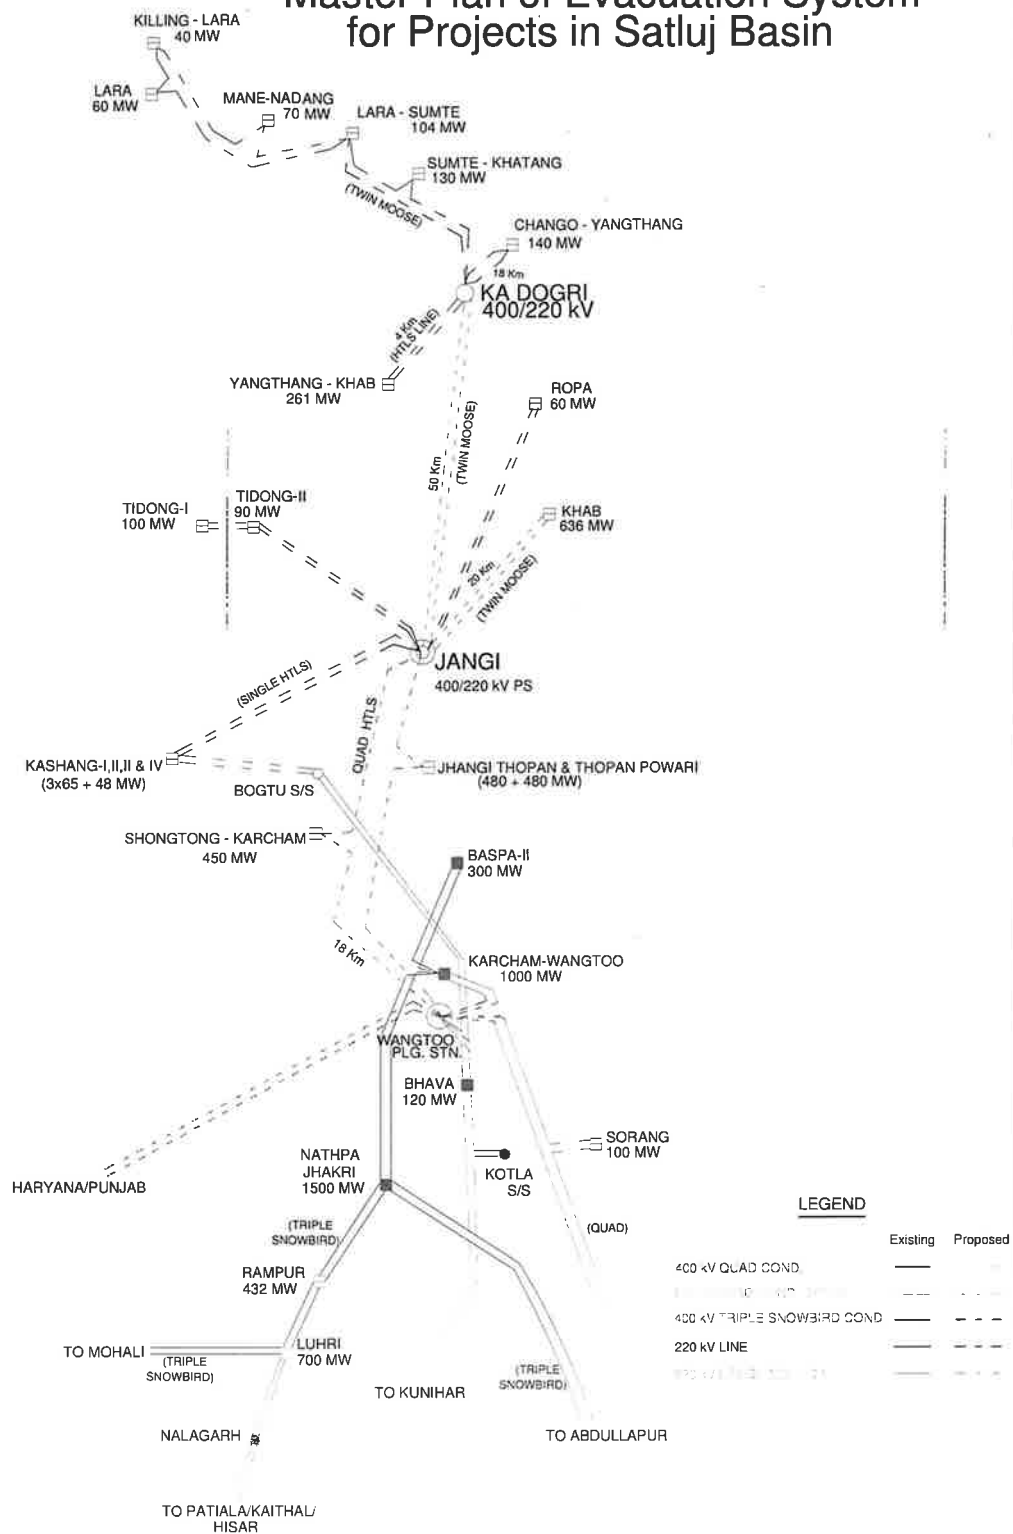 Master Plan of Evacuation System
for Projects in Satluj Basin
KILLING - LARA
40 MW
LARA
60 MW
MANE-NADANG
70 MW
LARA - SUMTE
104 MW
SUMTE - KHATANG
130 MW
(TWIN MOOSE)
CHANGO - YANGTHANG
140 MW
18 Km
KA DOGRI
400/220 kV
4 Km
(HTLS LINE)
YANGTHANG - KHAB
261 MW
ROPA
60 MW
50 Km
(TWIN MOOSE)
TIDONG-I
100 MW
TIDONG-II
90 MW
KHAB
636 MW
20 Km
(TWIN MOOSE)
JANGI
400/220 kV PS
(SINGLE HTLS)
QUAD HTLS
KASHANG-I,II,II & IV
(3x65 + 48 MW)
BOGTU S/S
JHANGI THOPAN & THOPAN POWARI
(480 + 480 MW)
SHONGTONG - KARCHAM
450 MW
BASPA-II
300 MW
18 Km
KARCHAM-WANGTOO
1000 MW
WANGTOO
PLG. STN.
BHAVA
120 MW
SORANG
100 MW
NATHPA
JHAKRI
1500 MW
KOTLA
S/S
HARYANA/PUNJAB
(TRIPLE
SNOWBIRD)
(QUAD)
RAMPUR
432 MW
LUHRI
700 MW
TO MOHALI
(TRIPLE
SNOWBIRD)
TO KUNIHAR
(TRIPLE
SNOWBIRD)
NALAGARH
TO ABDULLAPUR
TO PATIALA/KAITHAL/
HISAR
LEGEND
Existing Proposed
400 kV QUAD COND.
400 kV TRIPLE SNOWBIRD COND
220 kV LINE